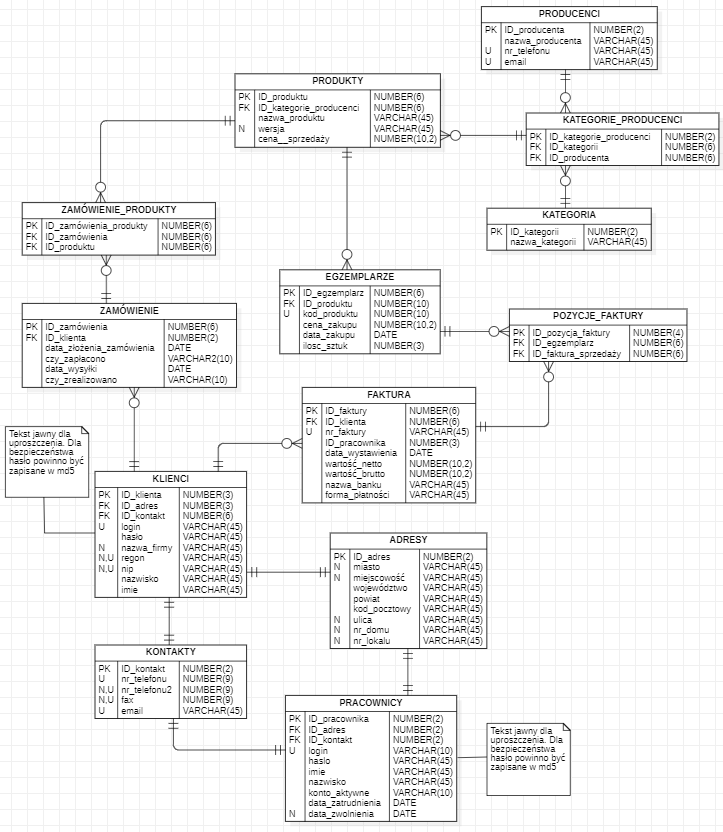 PRODUCENCI
PK ID_producenta NUMBER(2)
nazwa_producenta VARCHAR(45)
U nr_telefonu VARCHAR(45)
U email VARCHAR(45)
PRODUKTY
PK ID_produktu NUMBER(6)
FK ID_kategorie_producenci NUMBER(6)
nazwa_produktu VARCHAR(45)
N wersja VARCHAR(45)
cena__sprzedaży NUMBER(10,2)
KATEGORIE_PRODUCENCI
PK ID_kategorie_producenci NUMBER(2)
FK ID_kategorii NUMBER(6)
FK ID_producenta NUMBER(6)
ZAMÓWIENIE_PRODUKTY
PK ID_zamówienia_produkty NUMBER(6)
FK ID_zamówienia NUMBER(6)
FK ID_produktu NUMBER(6)
KATEGORIA
PK ID_kategorii NUMBER(2)
nazwa_kategorii VARCHAR(45)
EGZEMPLARZE
PK ID_egzemplarz NUMBER(6)
FK ID_produktu NUMBER(10)
U kod_produktu NUMBER(10)
cena_zakupu NUMBER(10,2)
data_zakupu DATE
ilosc_sztuk NUMBER(3)
ZAMÓWIENIE
PK ID_zamówienia NUMBER(6)
FK ID_klienta NUMBER(2)
data_złożenia_zamówienia DATE
czy_zapłacono VARCHAR2(10)
data_wysyłki DATE
czy_zrealizowano VARCHAR(10)
POZYCJE_FAKTURY
PK ID_pozycja_faktury NUMBER(4)
FK ID_egzemplarz NUMBER(6)
FK ID_faktura_sprzedaży NUMBER(6)
FAKTURA
PK ID_faktury NUMBER(6)
FK ID_klienta NUMBER(6)
U nr_faktury VARCHAR(45)
ID_pracownika NUMBER(3)
data_wystawienia DATE
wartość_netto NUMBER(10,2)
wartość_brutto NUMBER(10,2)
nazwa_banku VARCHAR(45)
forma_płatności VARCHAR(45)
Tekst jawny dla
uproszczenia. Dla
bezpieczeństwa
hasło powinno być
zapisane w md5
KLIENCI
PK ID_klienta NUMBER(3)
FK ID_adres NUMBER(3)
FK ID_kontakt NUMBER(6)
U login VARCHAR(45)
hasło VARCHAR(45)
N nazwa_firmy VARCHAR(45)
N,U regon VARCHAR(45)
N,U nip VARCHAR(45)
nazwisko VARCHAR(45)
imie VARCHAR(45)
ADRESY
PK ID_adres NUMBER(2)
N miasto VARCHAR(45)
N miejscowość VARCHAR(45)
województwo VARCHAR(45)
powiat VARCHAR(45)
kod_pocztowy VARCHAR(45)
N ulica VARCHAR(45)
N nr_domu VARCHAR(45)
N nr_lokalu VARCHAR(45)
KONTAKTY
PK ID_kontakt NUMBER(2)
U nr_telefonu NUMBER(9)
N,U nr_telefonu2 NUMBER(9)
N,U fax NUMBER(9)
U email VARCHAR(45)
PRACOWNICY
PK ID_pracownika NUMBER(2)
FK ID_adres NUMBER(2)
FK ID_kontakt NUMBER(2)
U login VARCHAR(10)
haslo VARCHAR(45)
imie VARCHAR(45)
nazwisko VARCHAR(45)
konto_aktywne VARCHAR(10)
data_zatrudnienia DATE
N data_zwolnienia DATE
Tekst jawny dla
uproszczenia. Dla
bezpieczeństwa
hasło powinno być
zapisane w md5